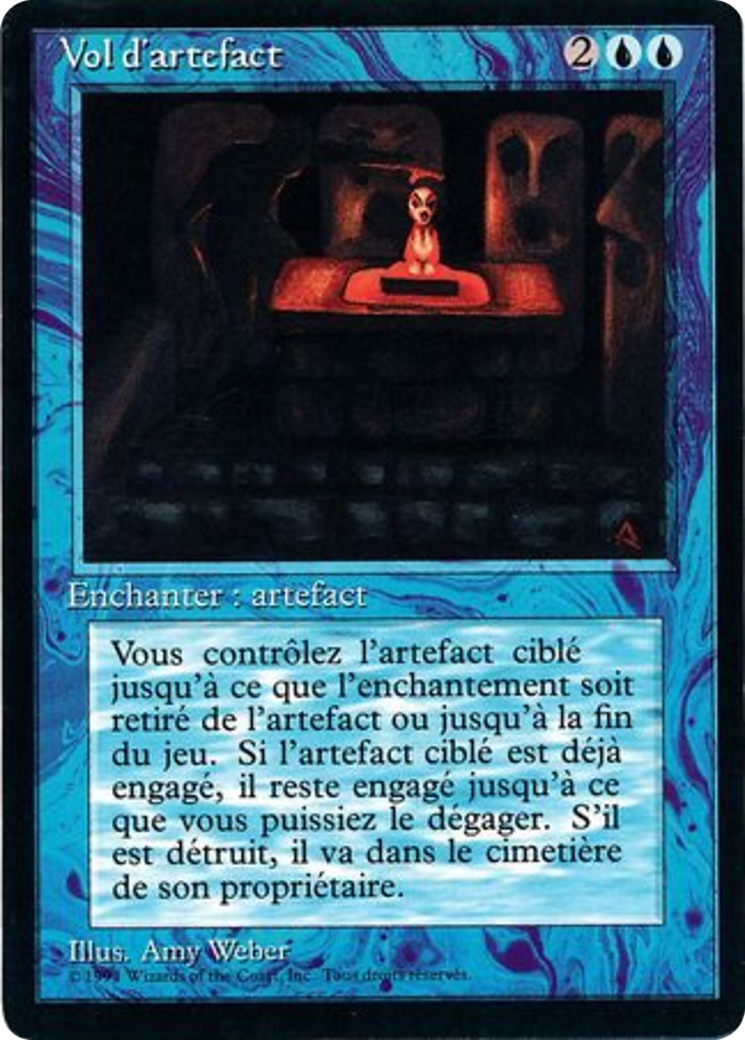 Vol d'artefact 2
Enchanter : artefact
Vous contrôlez l'artefact ciblé
jusqu'à ce que l'enchantement soit
retiré de l'artefact ou jusqu'à la fin
du jeu. Si l'artefact ciblé est déjà
engagé, il reste engagé jusqu'à ce
que vous puissiez le dégager. S'il
est détruit, il va dans le cimetière
de son propriétaire.
Illus. Amy Weber
© 1994 Wizards of the Coast, Inc. Tous droits réservés.